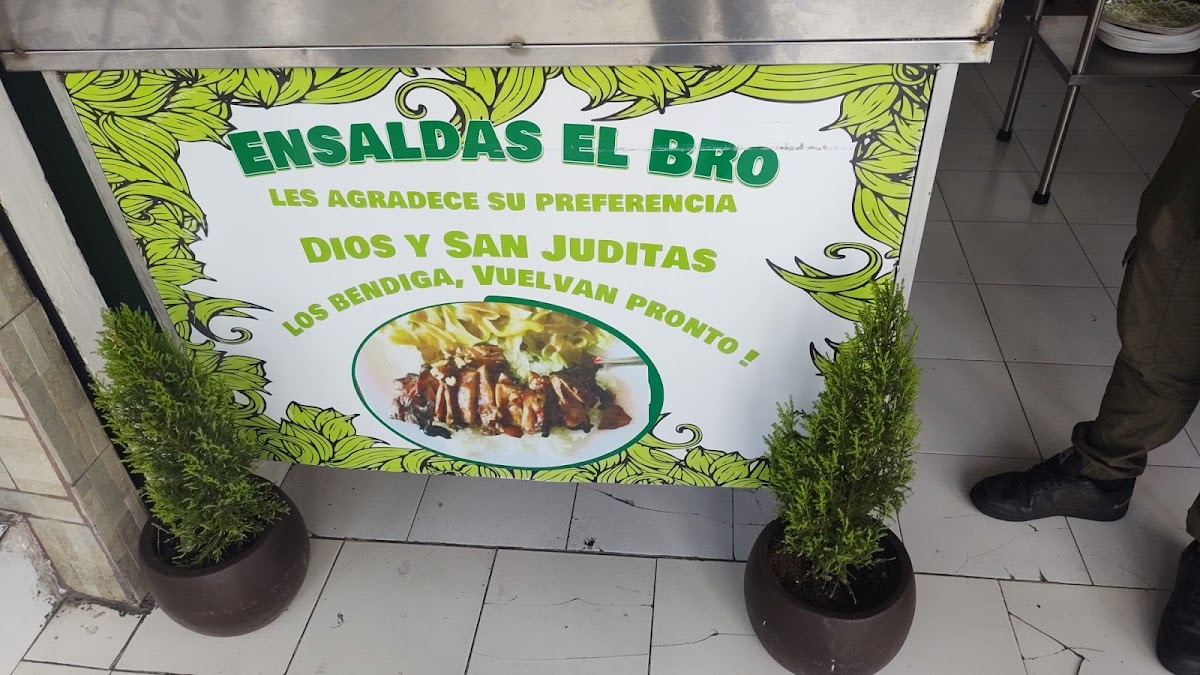 ENSALDAS EL BRO
LES AGRADECE SU PREFERENCIA
DIOS Y SAN JUDITAS
LOS BENDIGA, VUELVAN PRONTO !